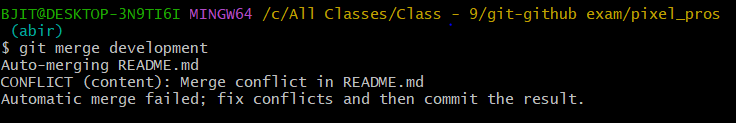 BJIT@DESKTOP-3N9TI6I MINGW64 /c/All Classes/Class - 9/git-github exam/pixel_pros
(abir)
$ git merge development
Auto-merging README.md
CONFLICT (content): Merge conflict in README.md
Automatic merge failed; fix conflicts and then commit the result.